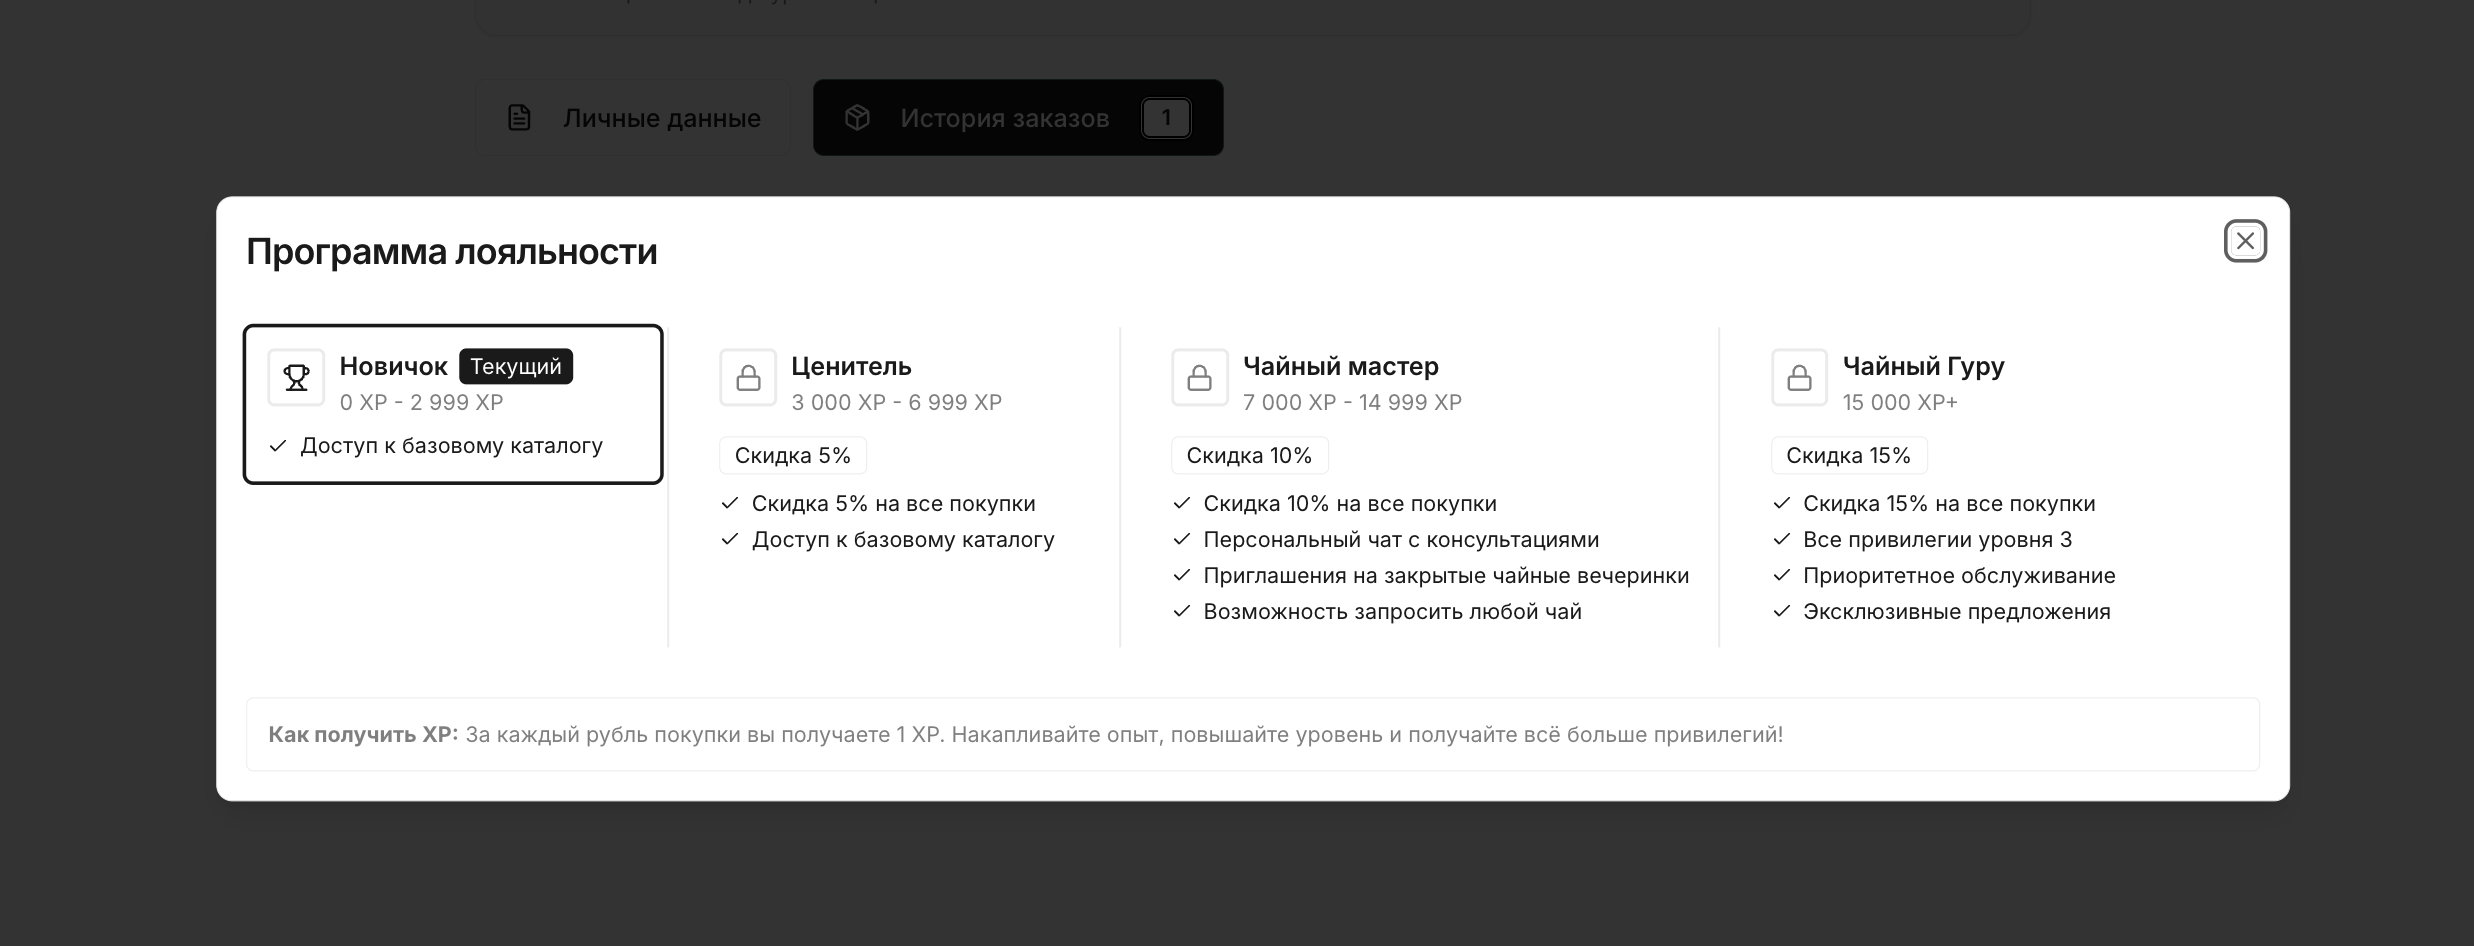 Личные данные
История заказов
1
Программа лояльности
Новичок Текущий
0 XP - 2 999 XP
Доступ к базовому каталогу
Ценитель
3 000 XP - 6 999 XP
Скидка 5%
Скидка 5% на все покупки
Доступ к базовому каталогу
Чайный мастер
7 000 XP - 14 999 XP
Скидка 10%
Скидка 10% на все покупки
Персональный чат с консультациями
Приглашения на закрытые чайные вечеринки
Возможность запросить любой чай
Чайный Гуру
15 000 XP+
Скидка 15%
Скидка 15% на все покупки
Все привилегии уровня 3
Приоритетное обслуживание
Эксклюзивные предложения
Как получить XP: За каждый рубль покупки вы получаете 1 XP. Накапливайте опыт, повышайте уровень и получайте всё больше привилегий!